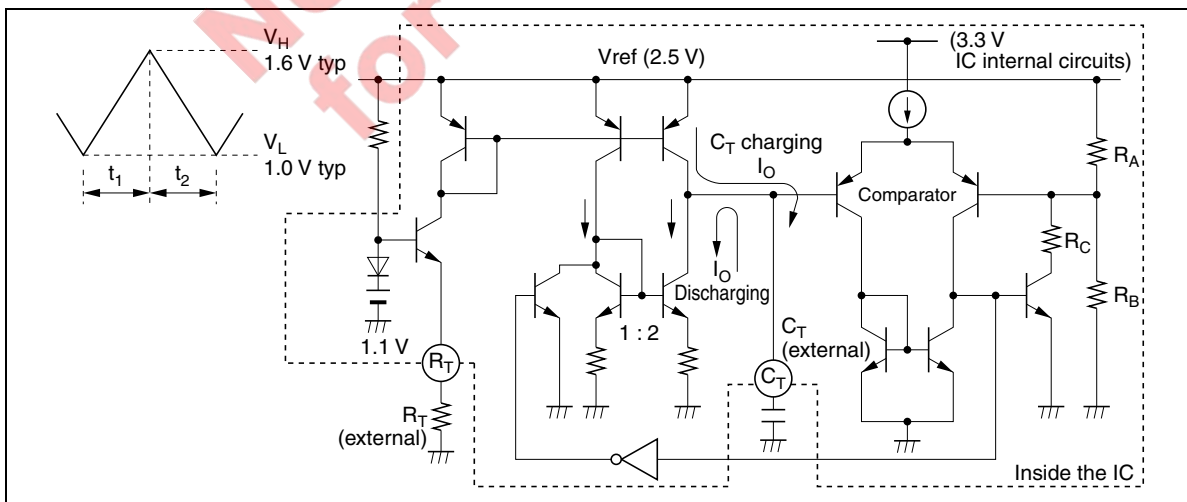 No
for
V_H
1.6 V typ
V_L
1.0 V typ
t_1
t_2
Vref (2.5 V)
(3.3 V
IC internal circuits)
C_T charging
I_O
Comparator
R_A
R_C
R_B
I_O
Discharging
1 : 2
1.1 V
R_T
R_T
(external)
C_T
(external)
C_T
Inside the IC